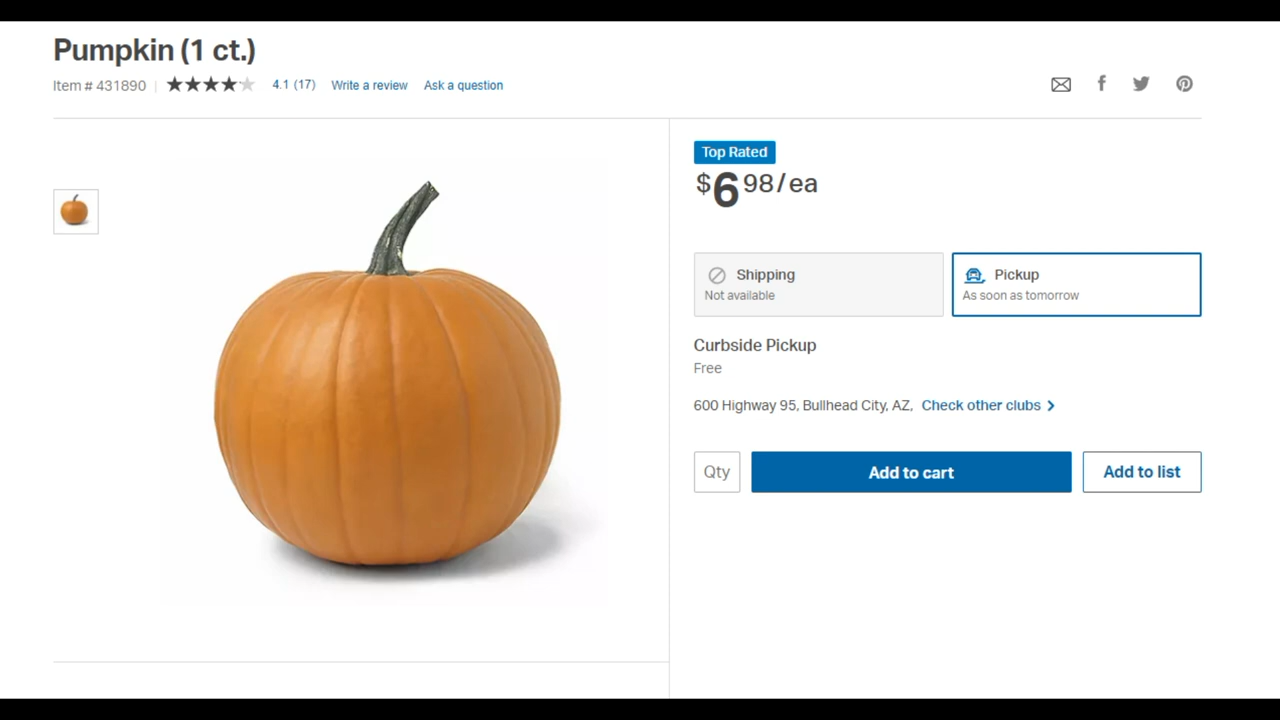 Pumpkin (1 ct.)
Item # 431890 | 4.1 (17) Write a review Ask a question
Top Rated
$6 98/ea
Shipping
Not available
Pickup
As soon as tomorrow
Curbside Pickup
Free
600 Highway 95, Bullhead City, AZ, Check other clubs
Qty Add to cart Add to list